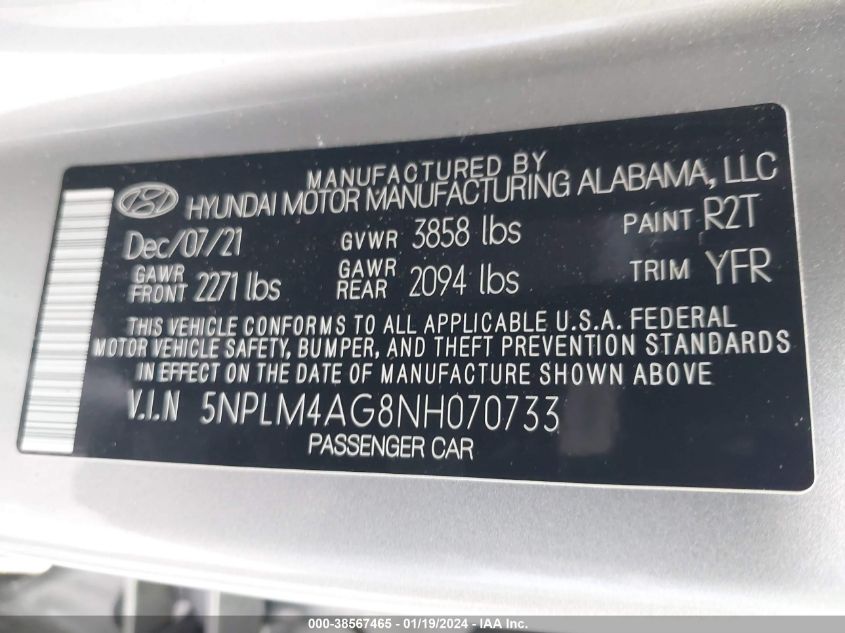 MANUFACTURED BY
HYUNDAI MOTOR MANUFACTURING ALABAMA, LLC
Dec/07/21 GVWR 3858 lbs PAINT R2T
GAWR FRONT 2271 lbs GAWR REAR 2094 lbs TRIM YFR
THIS VEHICLE CONFORMS TO ALL APPLICABLE U.S.A. FEDERAL
MOTOR VEHICLE SAFETY, BUMPER, AND THEFT PREVENTION STANDARDS
IN EFFECT ON THE DATE OF MANUFACTURE SHOWN ABOVE
V.I.N 5NPLM4AG8NH070733
PASSENGER CAR
000-38567465 - 01/19/2024 - IAA Inc.